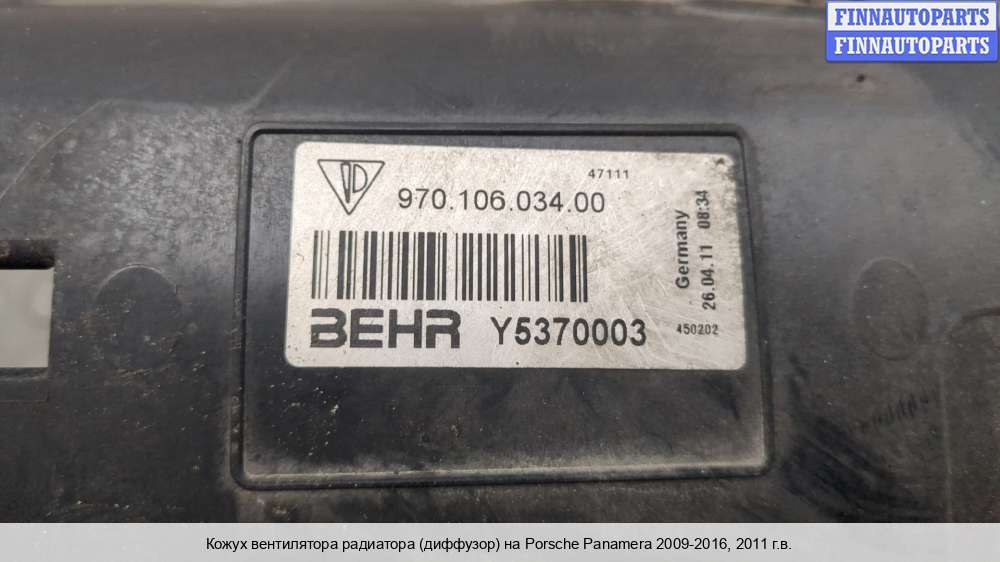 FINNAUTOPARTS
FINNAUTOPARTS
47111
970.106.034.00
Germany
26.04.11 08:34
BEHR Y5370003
450202
Кожух вентилятора радиатора (диффузор) на Porsche Panamera 2009-2016, 2011 г.в.